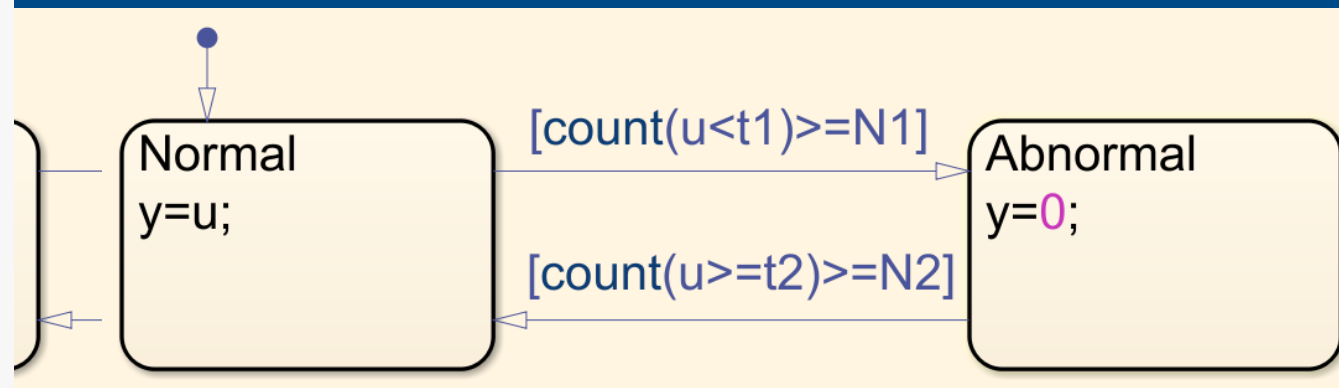 Normal
y=u;
[count(u<t1)>=N1]
[count(u>=t2)>=N2]
Abnormal
y=0;